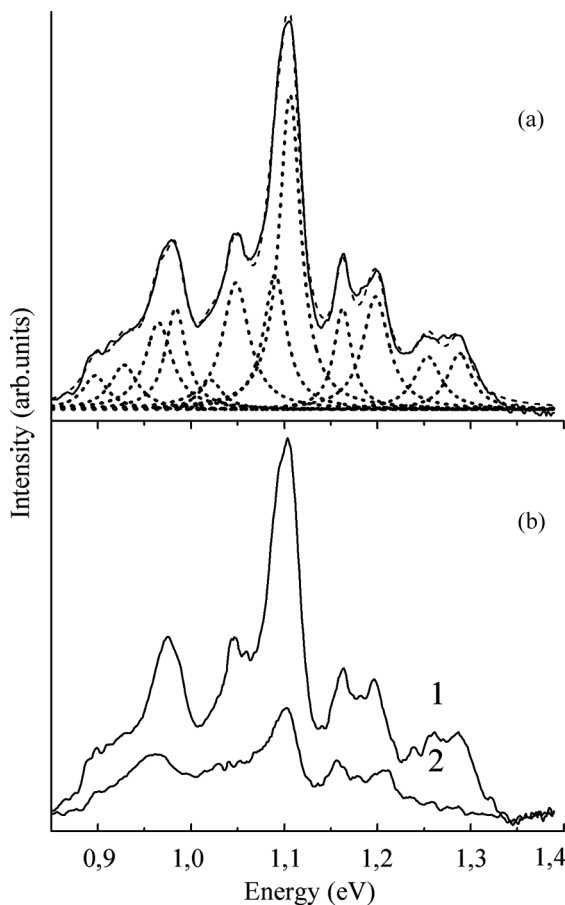 (a)
Intensity (arb.units)
(b)
1
2
0,9 1,0 1,1 1,2 1,3 1,4
Energy (eV)